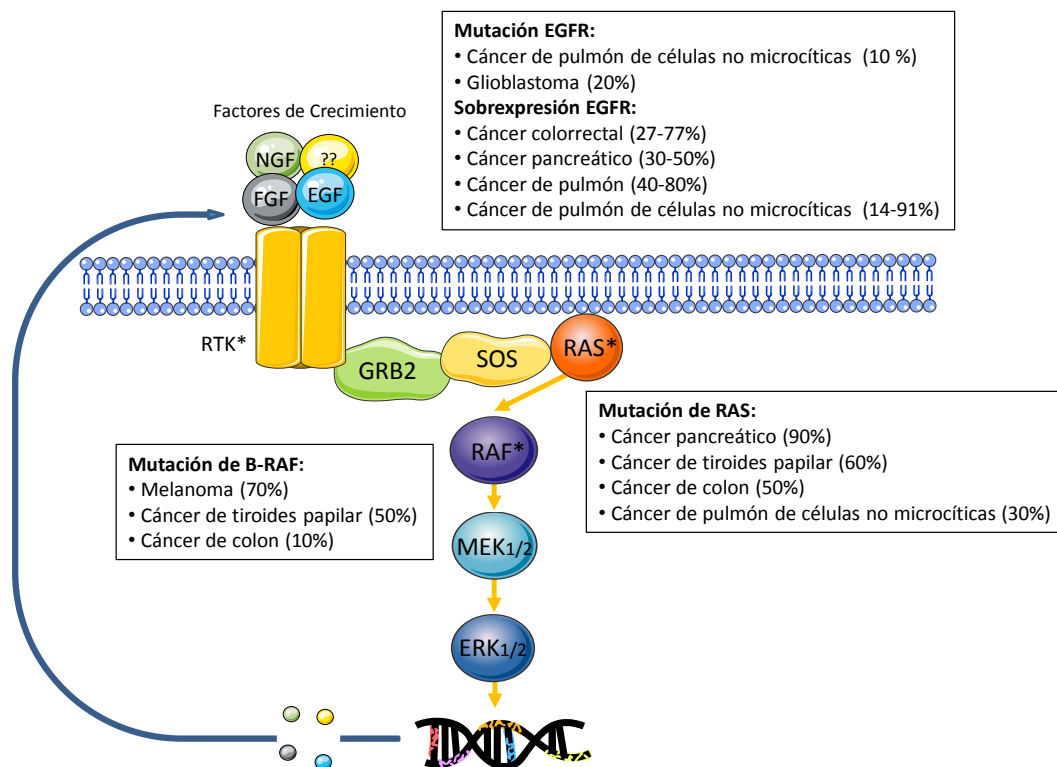 Mutación EGFR:
• Cáncer de pulmón de células no microcíticas (10 %)
• Glioblastoma (20%)
Sobrexpresión EGFR:
• Cáncer colorrectal (27-77%)
• Cáncer pancreático (30-50%)
• Cáncer de pulmón (40-80%)
• Cáncer de pulmón de células no microcíticas (14-91%)
Factores de Crecimiento
NGF
??
FGF
EGF
RTK*
GRB2
SOS
RAS*
RAF*
MEK1/2
ERK1/2
Mutación de RAS:
• Cáncer pancreático (90%)
• Cáncer de tiroides papilar (60%)
• Cáncer de colon (50%)
• Cáncer de pulmón de células no microcíticas (30%)
Mutación de B-RAF:
• Melanoma (70%)
• Cáncer de tiroides papilar (50%)
• Cáncer de colon (10%)